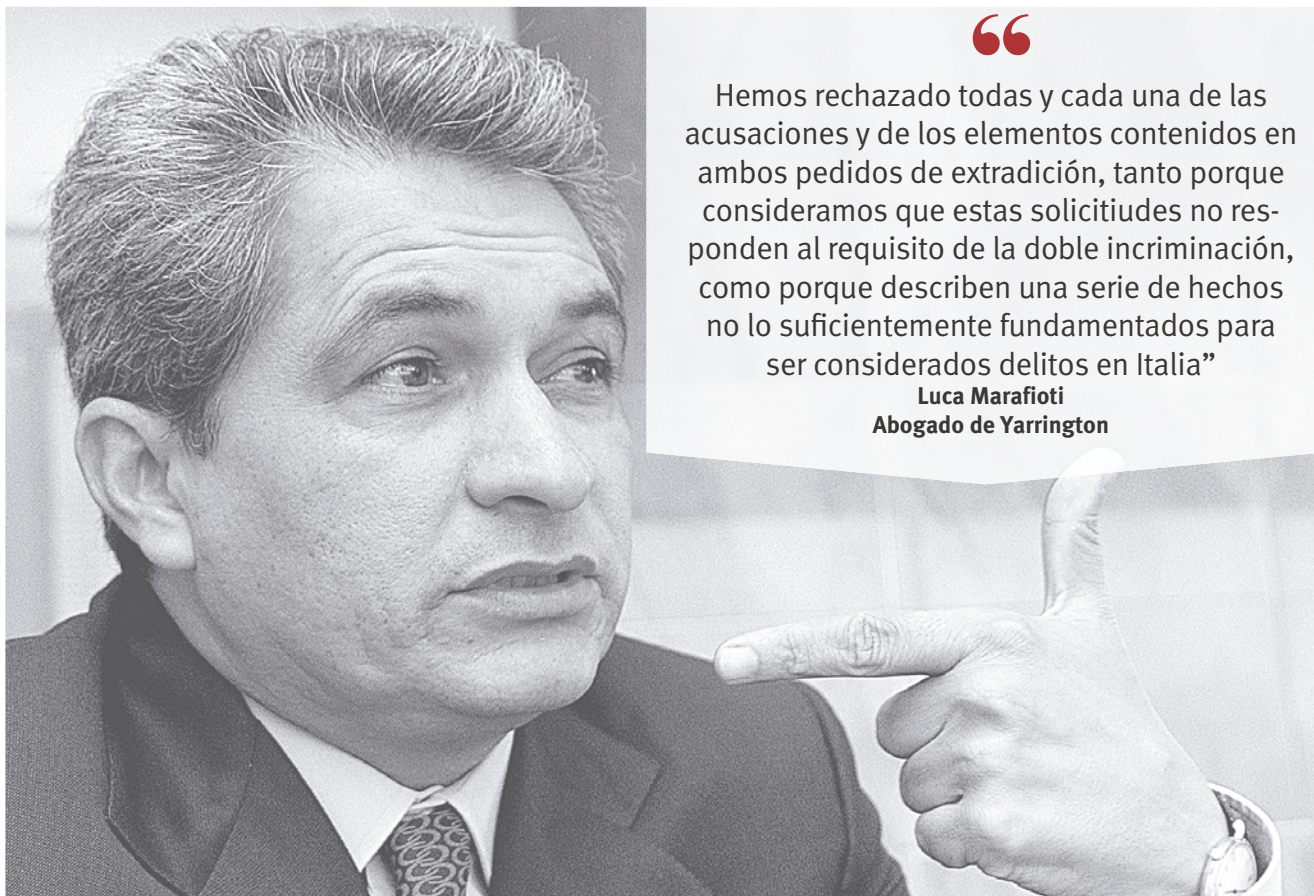 “
Hemos rechazado todas y cada una de las
acusaciones y de los elementos contenidos en
ambos pedidos de extradición, tanto porque
consideramos que estas solicitiudes no res-
ponden al requisito de la doble incriminación,
como porque describen una serie de hechos
no lo suficientemente fundamentados para
ser considerados delitos en Italia”
Luca Marafioti
Abogado de Yarrington